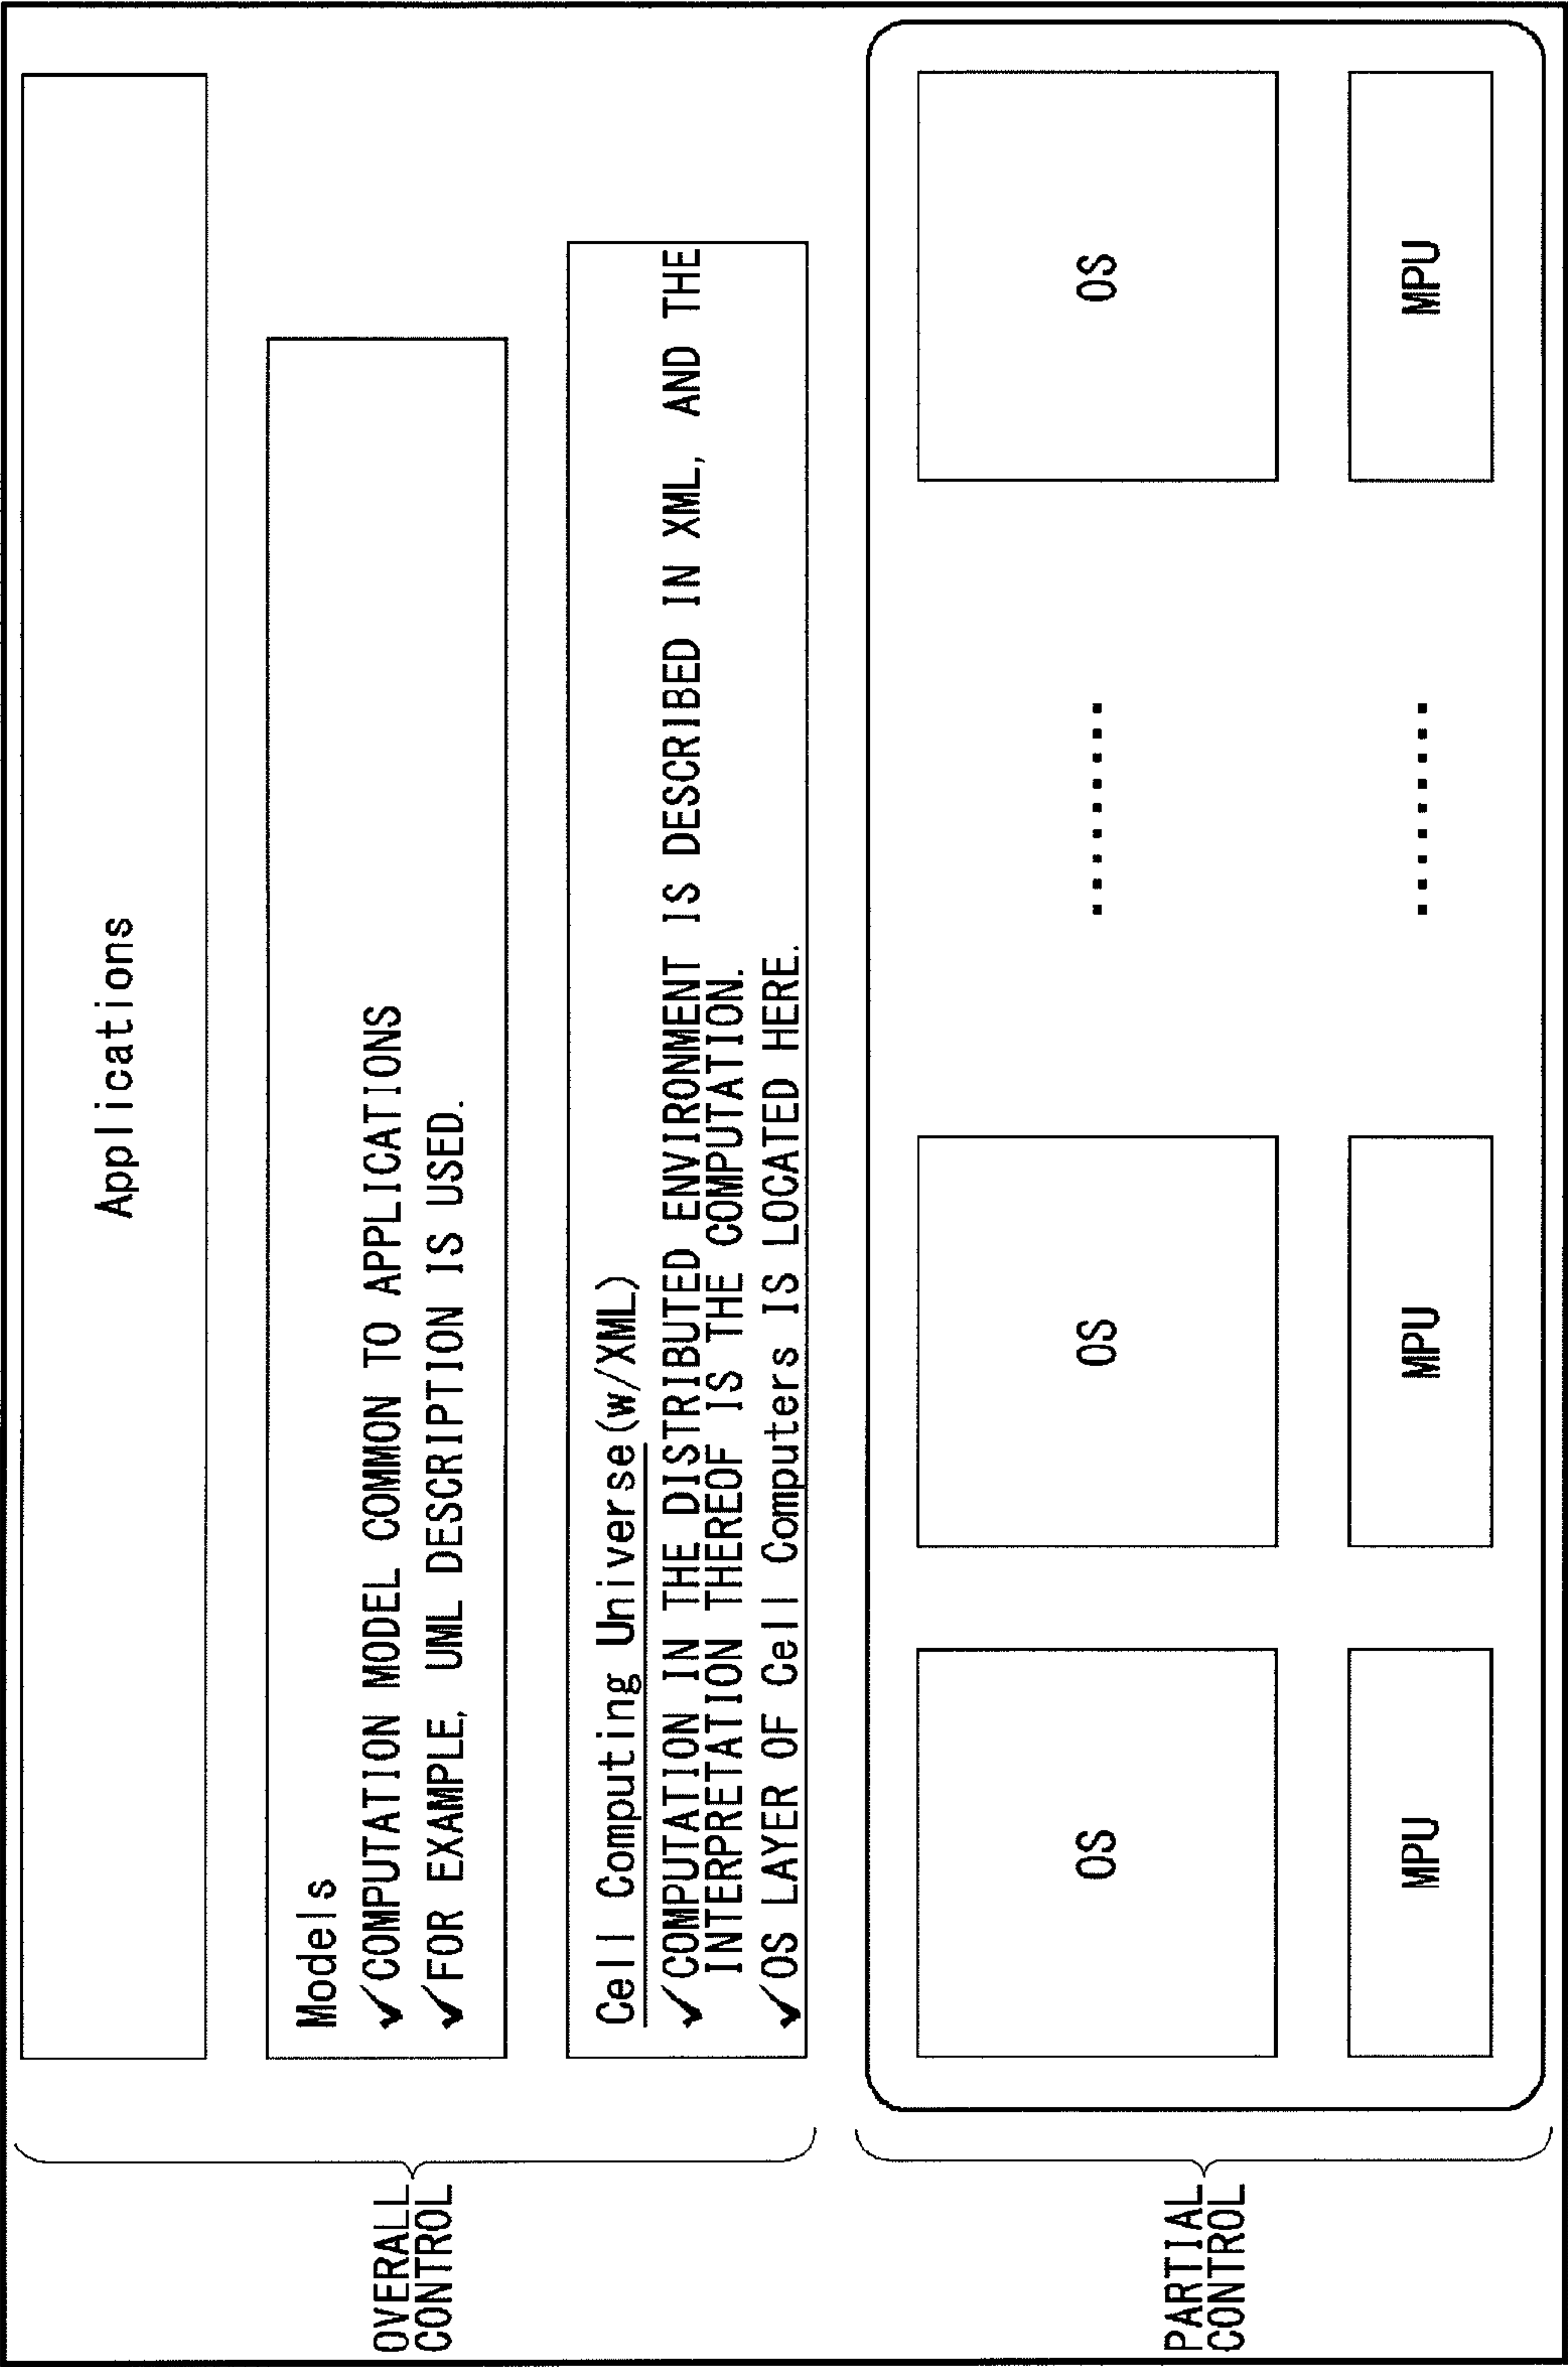 Applications
OVERALL
CONTROL
Models
✓COMPUTATION MODEL COMMON TO APPLICATIONS
✓FOR EXAMPLE, UML DESCRIPTION IS USED.
Cell Computing Universe(w/XML)
✓COMPUTATION IN THE DISTRIBUTED ENVIRONMENT IS DESCRIBED IN XML, AND THE
INTERPRETATION THEREOF IS THE COMPUTATION.
✓OS LAYER OF Cell Computers IS LOCATED HERE.
PARTIAL
CONTROL
OS OS ········· OS
MPU MPU ········· MPU